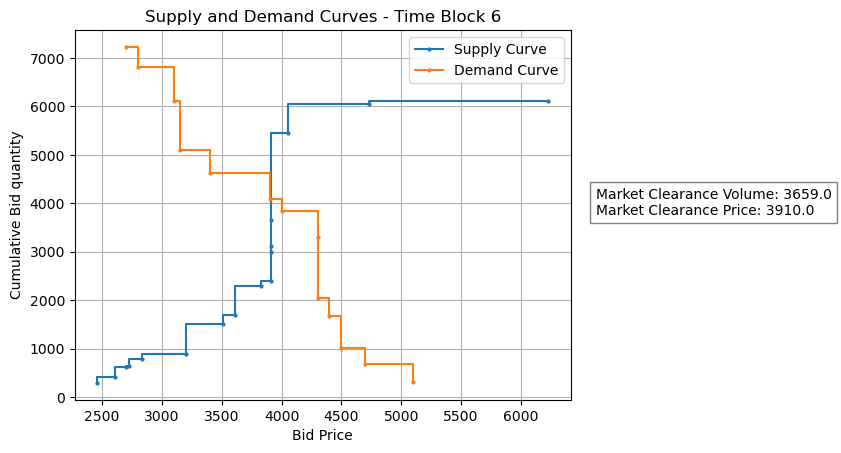 Supply and Demand Curves - Time Block 6
Supply Curve
Demand Curve
Cumulative Bid quantity
7000
6000
5000
4000
3000
2000
1000
0
2500 3000 3500 4000 4500 5000 5500 6000
Bid Price
Market Clearance Volume: 3659.0
Market Clearance Price: 3910.0